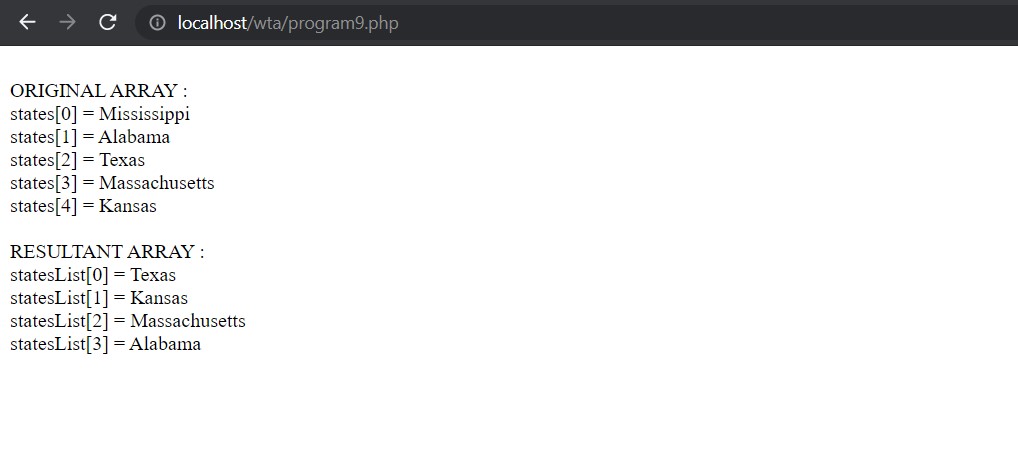 localhost/wta/program9.php
ORIGINAL ARRAY :
states[0] = Mississippi
states[1] = Alabama
states[2] = Texas
states[3] = Massachusetts
states[4] = Kansas
RESULTANT ARRAY :
statesList[0] = Texas
statesList[1] = Kansas
statesList[2] = Massachusetts
statesList[3] = Alabama